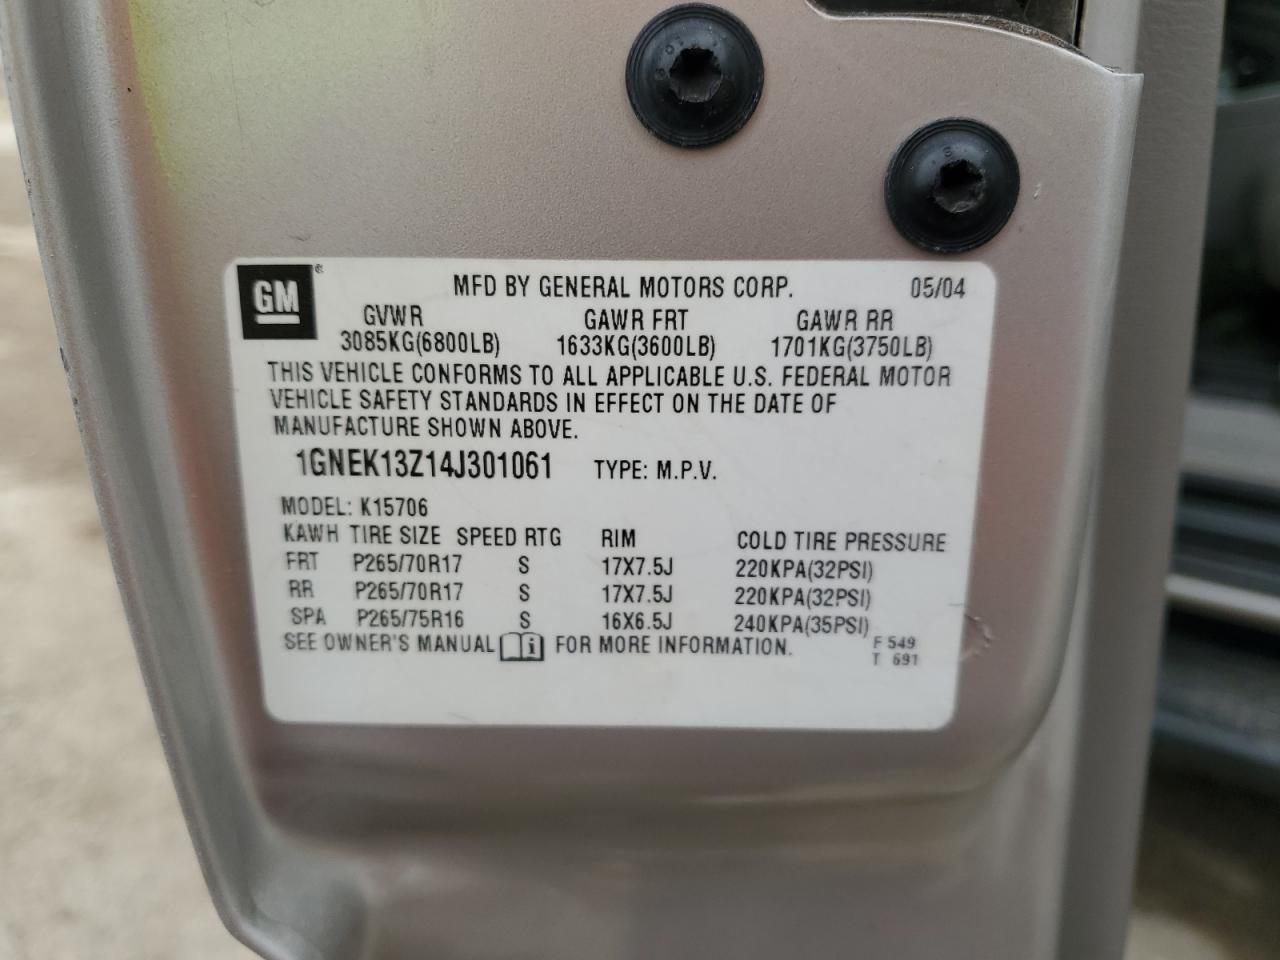 GM ®
MFD BY GENERAL MOTORS CORP. 05/04
GVWR GAWR FRT GAWR RR
3085KG(6800LB) 1633KG(3600LB) 1701KG(3750LB)
THIS VEHICLE CONFORMS TO ALL APPLICABLE U.S. FEDERAL MOTOR
VEHICLE SAFETY STANDARDS IN EFFECT ON THE DATE OF
MANUFACTURE SHOWN ABOVE.
1GNEK13Z14J301061 TYPE: M.P.V.
MODEL: K15706
KAWH TIRE SIZE SPEED RTG RIM COLD TIRE PRESSURE
FRT P265/70R17 S 17X7.5J 220KPA(32PSI)
RR P265/70R17 S 17X7.5J 220KPA(32PSI)
SPA P265/75R16 S 16X6.5J 240KPA(35PSI)
SEE OWNER'S MANUAL i FOR MORE INFORMATION. F 549
T 691